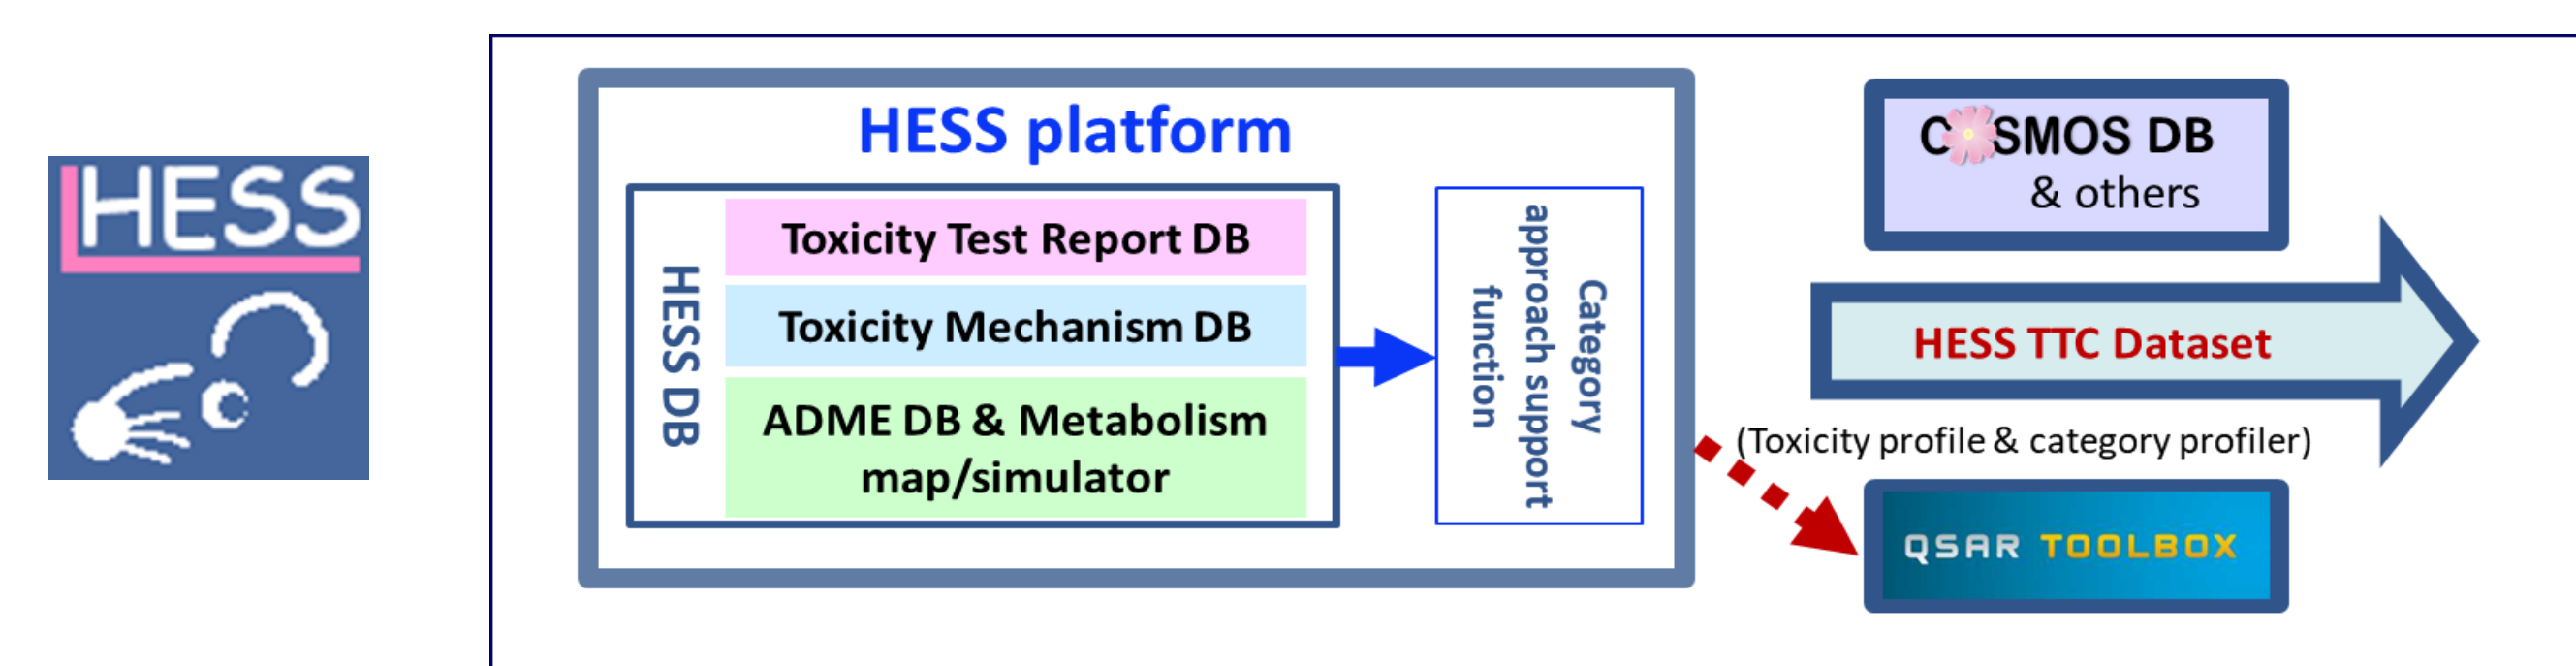 HESS
HESS platform
HESS DB
Toxicity Test Report DB
Toxicity Mechanism DB
ADME DB & Metabolism
map/simulator
Category
approach support
function
COSMOS DB
& others
HESS TTC Dataset
(Toxicity profile & category profiler)
QSAR TOOLBOX